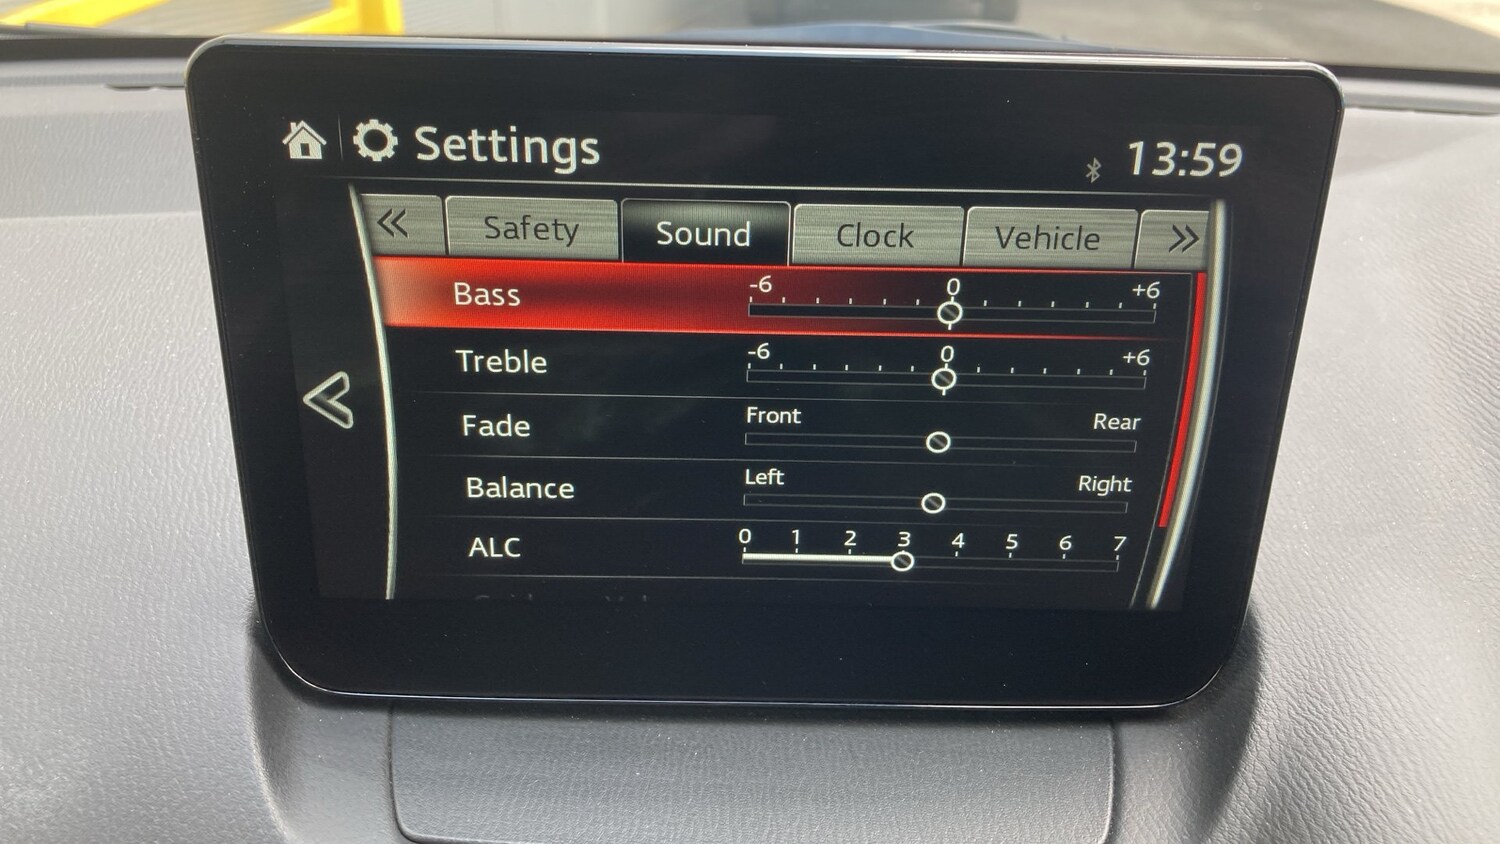 Settings
13:59
Safety Sound Clock Vehicle
Bass -6 0 +6
Treble -6 0 +6
Fade Front Rear
Balance Left Right
ALC 0 1 2 3 4 5 6 7